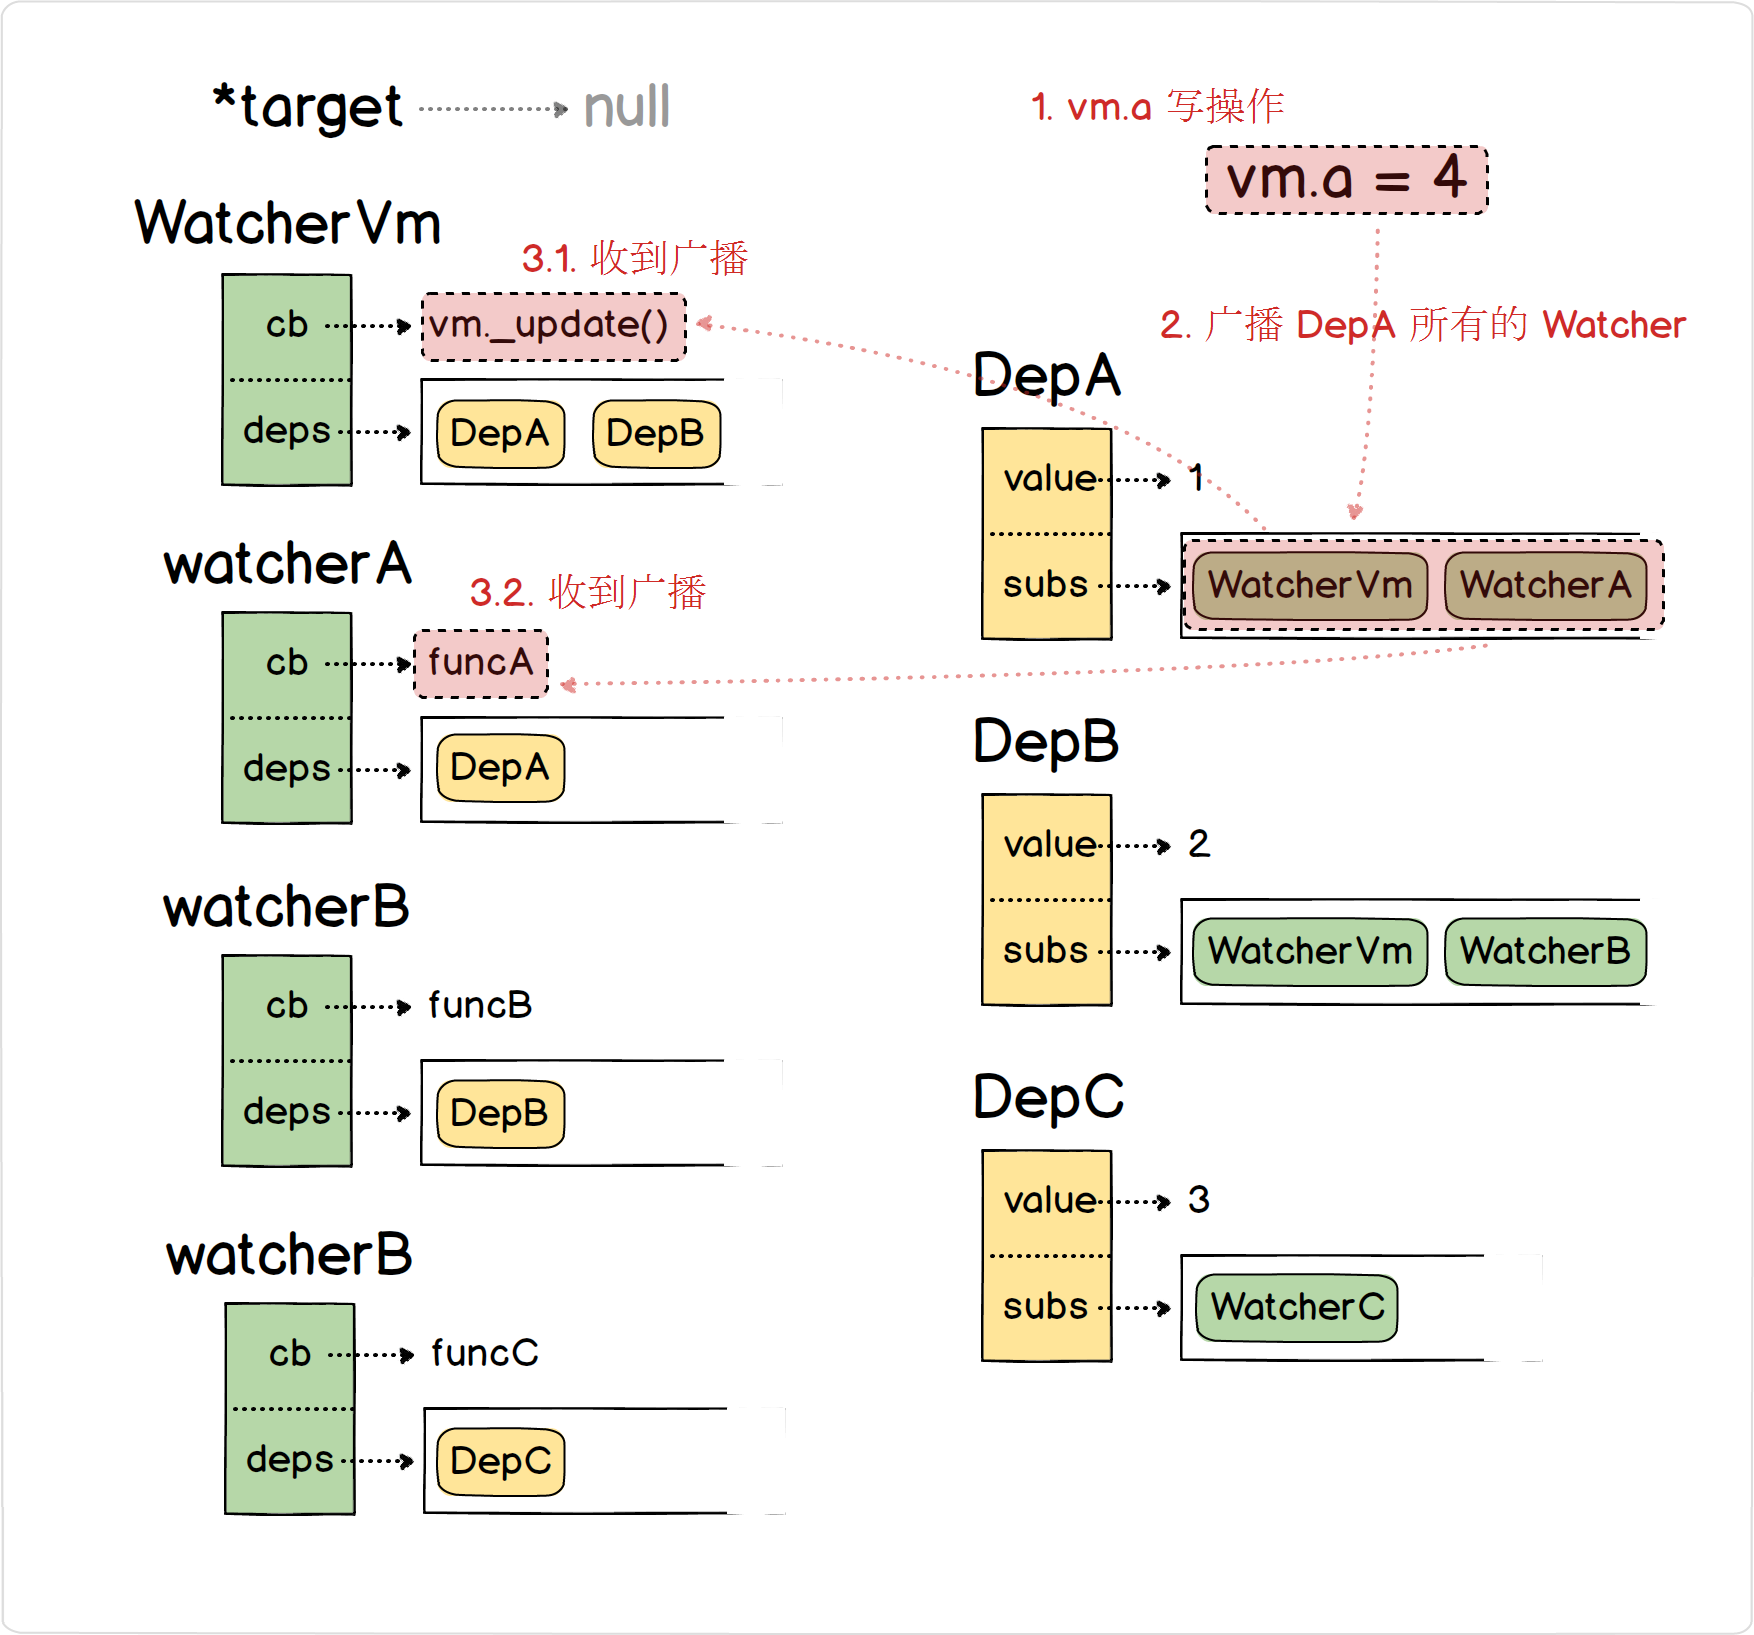 *target
null
WatcherVm
3.1. 收到广播
cb
vm._update()
deps
DepA
DepB
watcherA
3.2. 收到广播
cb
funcA
deps
DepA
watcherB
cb
funcB
deps
DepB
watcherB
cb
funcC
deps
DepC
1. vm.a 写操作
vm.a = 4
2. 广播 DepA 所有的 Watcher
DepA
value
1
subs
WatcherVm
WatcherA
DepB
value
2
subs
WatcherVm
WatcherB
DepC
value
3
subs
WatcherC